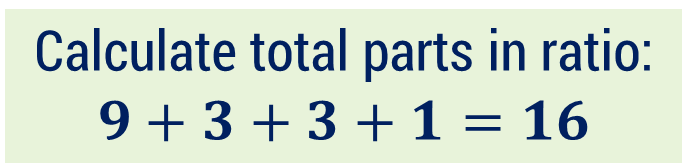 Calculate total parts in ratio:
9 + 3 + 3 + 1 = 16